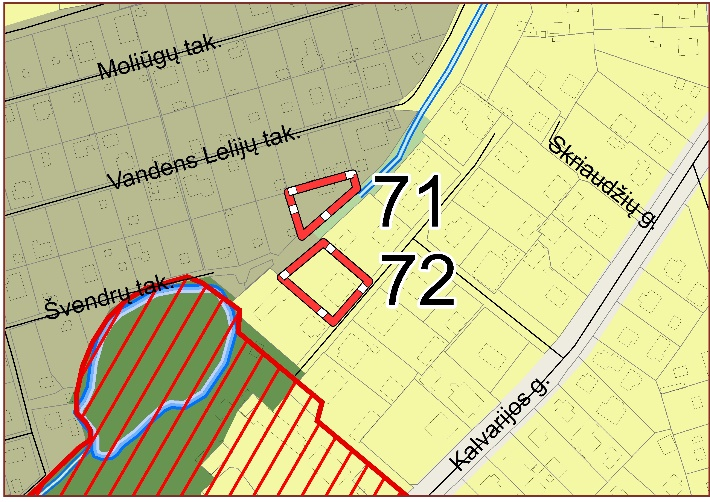 Moliūgų tak.
Vandens Lelijų tak.
Skriaudžių g.
71
72
Švendrų tak.
Kalvarijos g.